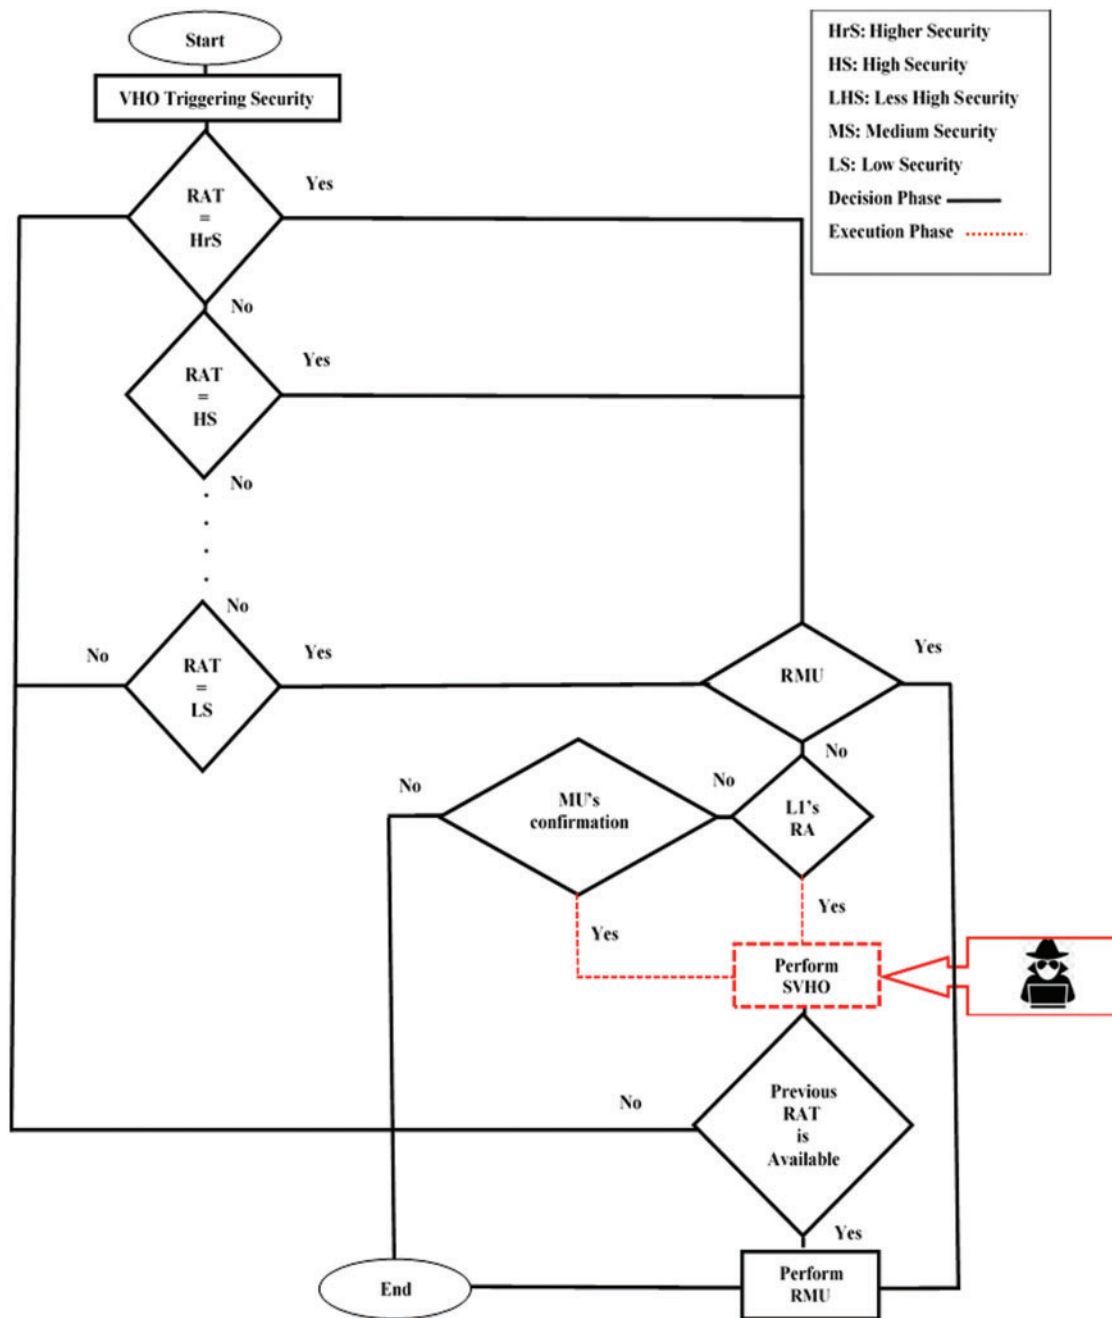 Start
VHO Triggering Security
HrS: Higher Security
HS: High Security
LHS: Less High Security
MS: Medium Security
LS: Low Security
Decision Phase
Execution Phase
RAT
=
HrS
Yes
No
RAT
=
HS
Yes
No
No
RAT
=
LS
No
Yes
RMU
Yes
No
L1's
RA
No
Yes
MU's
confirmation
No
Yes
Perform
SVHO
Previous
RAT
is
Available
No
Yes
Perform
RMU
End